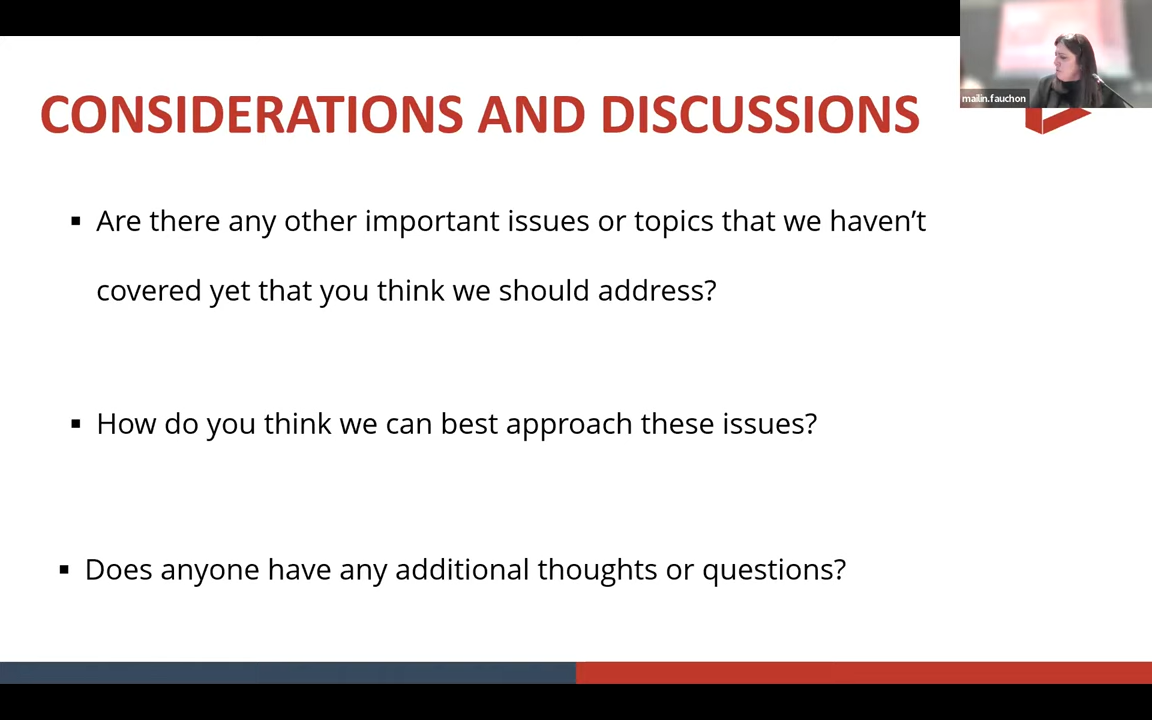 mailin.fauchon
CONSIDERATIONS AND DISCUSSIONS
▪ Are there any other important issues or topics that we haven’t
covered yet that you think we should address?
▪ How do you think we can best approach these issues?
▪ Does anyone have any additional thoughts or questions?